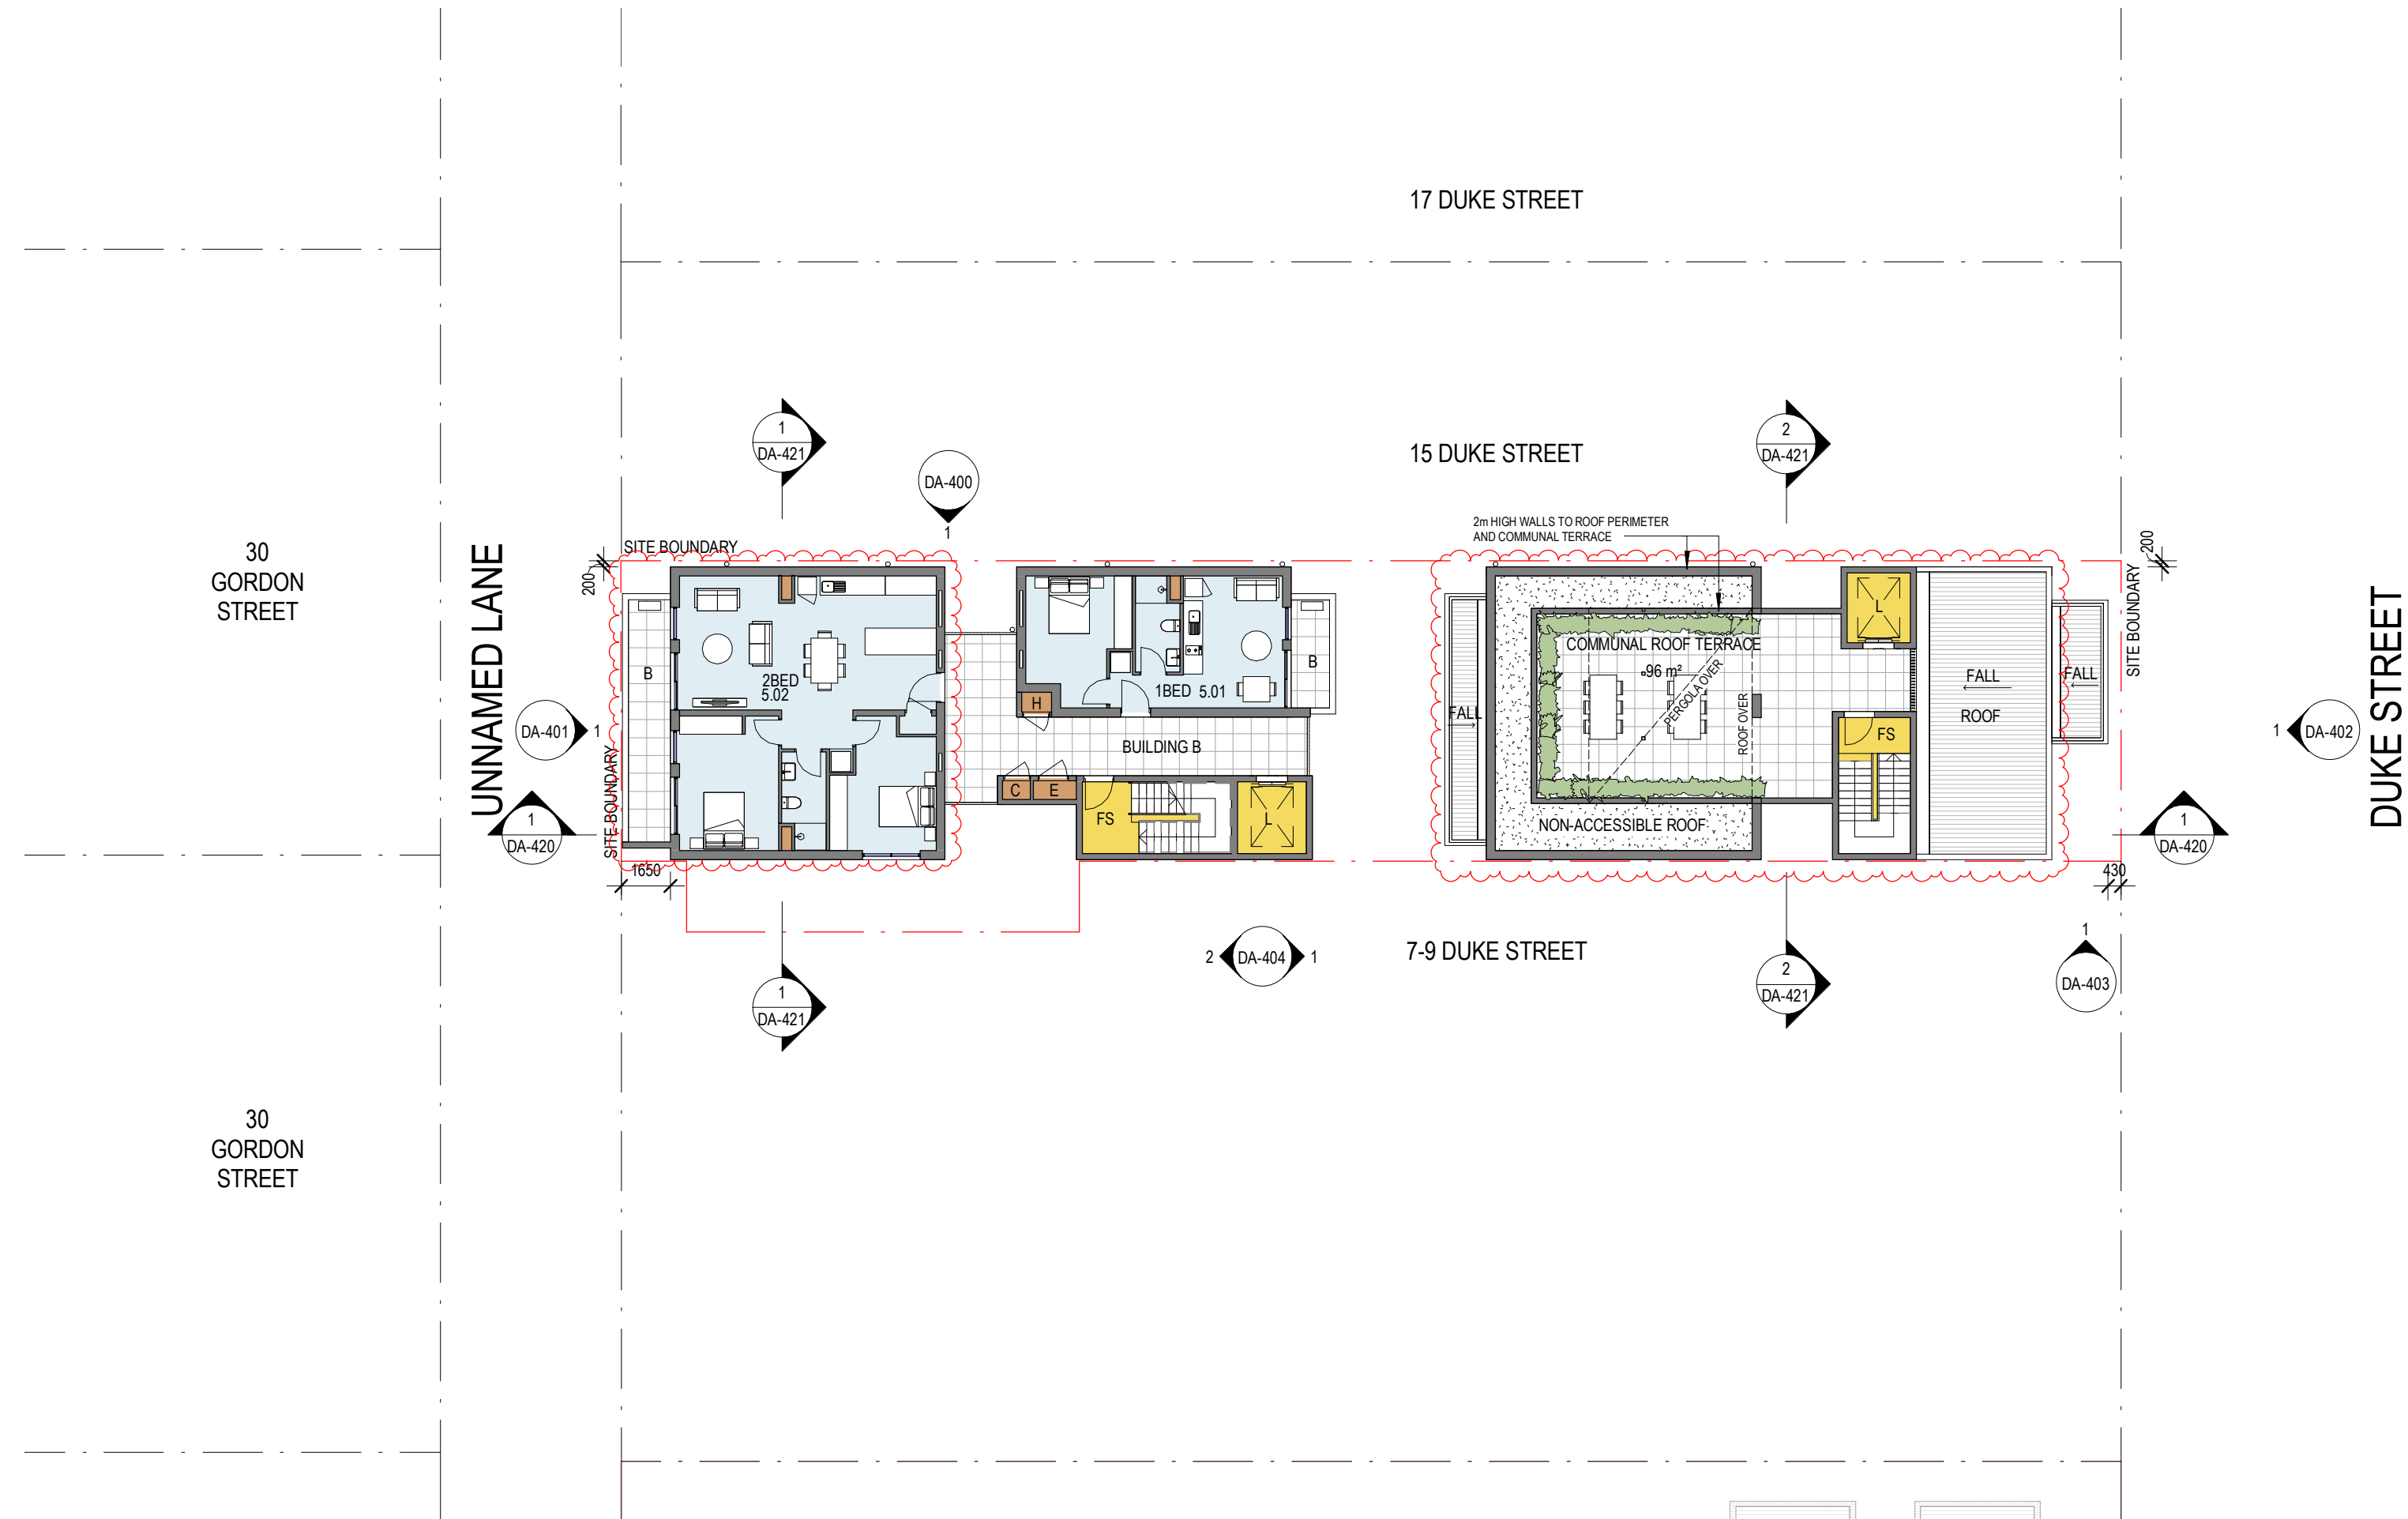 17 DUKE STREET
15 DUKE STREET
1
DA-421
2
DA-421
DA-400
1
2m HIGH WALLS TO ROOF PERIMETER
AND COMMUNAL TERRACE
30
GORDON
STREET
UNNAMED LANE
SITE BOUNDARY
200
200
SITE BOUNDARY
DUKE STREET
B
2BED
5.02
1BED 5.01
B
H
BUILDING B
C
E
FS
L
COMMUNAL ROOF TERRACE
96 m²
PERGOLA OVER
ROOF OVER
NON-ACCESSIBLE ROOF
L
FS
FALL
FALL
ROOF
FALL
DA-401
1
1
DA-402
SITE BOUNDARY
1
DA-420
1
DA-420
1650
430
7-9 DUKE STREET
2
DA-404
1
1
DA-403
1
DA-421
2
DA-421
30
GORDON
STREET